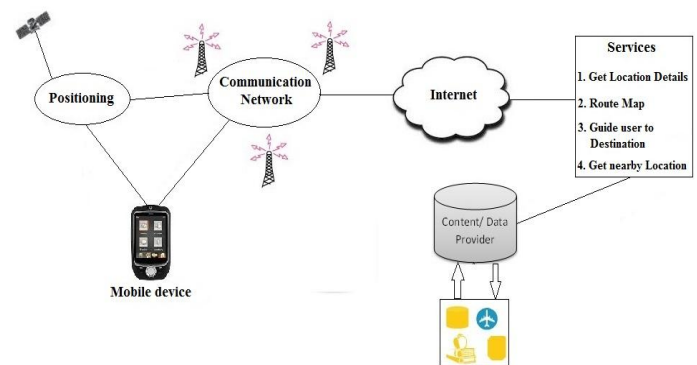 Services
1. Get Location Details
2. Route Map
3. Guide user to
Destination
4. Get nearby Location
Positioning
Communication
Network
Internet
Content/ Data
Provider
Mobile device